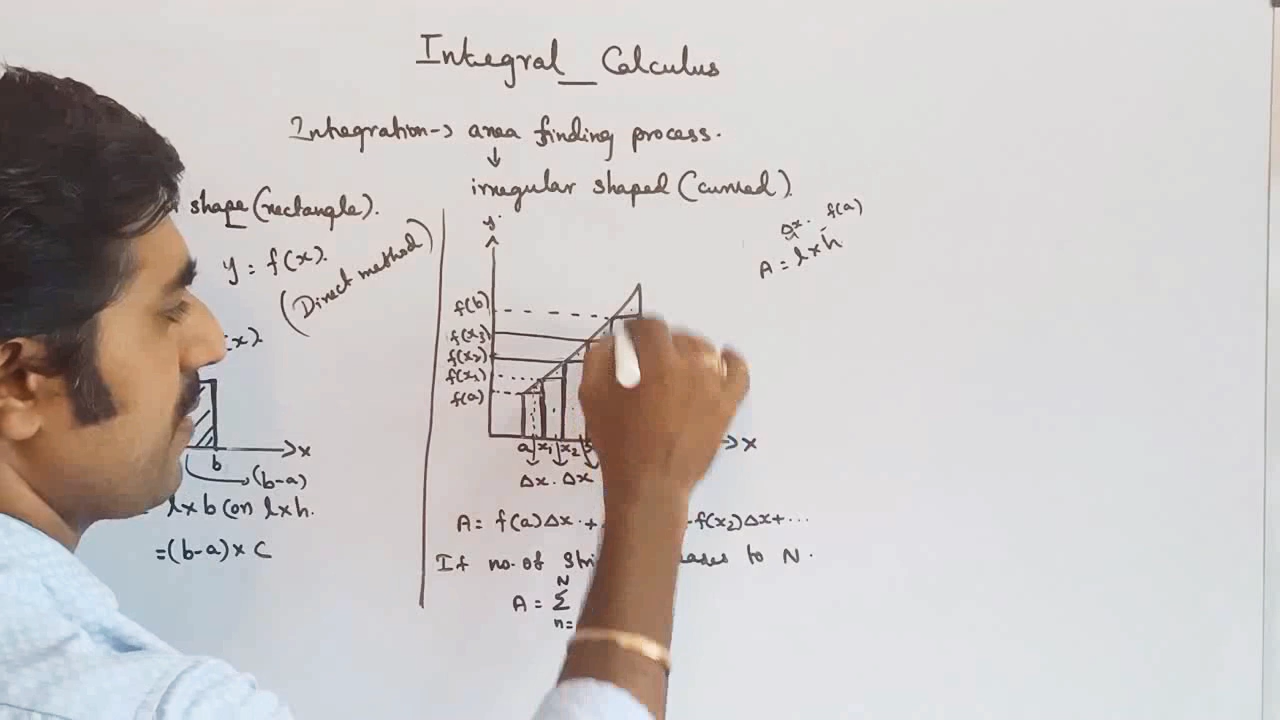 Integral Calculus
Integration → area finding process.
↓
irregular shaped (curved).
shape (rectangle).
y = f(x).
(Direct method)
b
x
(b-a)
l×b (or) l×h.
=(b-a)× C
y
f(b)
f(x₃)
f(x₂)
f(x₁)
f(a)
a x₁ x₂
x
Δx. Δx
Δx. f(a)
A = l×h
A= f(a)Δx + f(x₂)Δx+...
If no. of to N.
N
A = Σ
n=